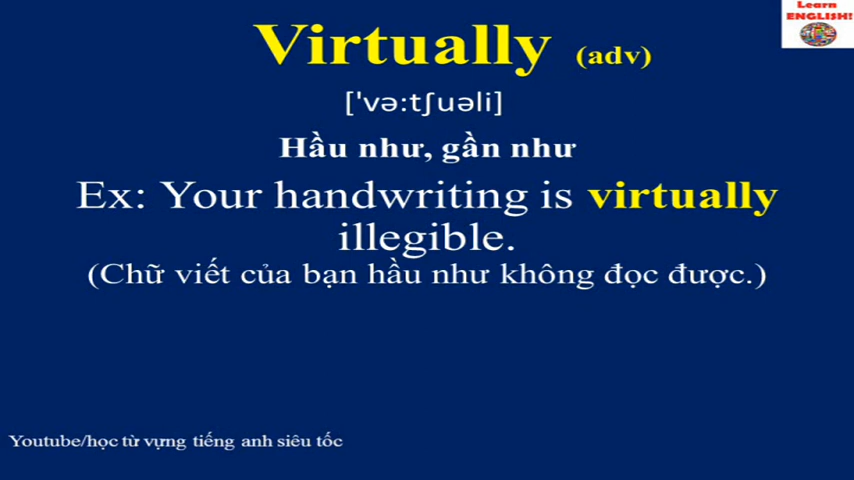 Learn
ENGLISH!
Virtually (adv)
['və:tʃuəli]
Hầu như, gần như
Ex: Your handwriting is virtually
illegible.
(Chữ viết của bạn hầu như không đọc được.)
Youtube/học từ vựng tiếng anh siêu tốc